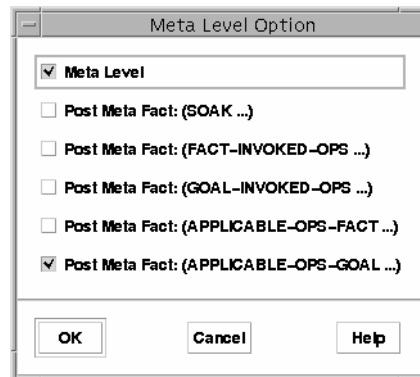 Meta Level Option
Meta Level
Post Meta Fact: (SOAK ...)
Post Meta Fact: (FACT-INVOKED-OPS ...)
Post Meta Fact: (GOAL-INVOKED-OPS ...)
Post Meta Fact: (APPLICABLE-OPS-FACT ...)
Post Meta Fact: (APPLICABLE-OPS-GOAL ...)
OK Cancel Help